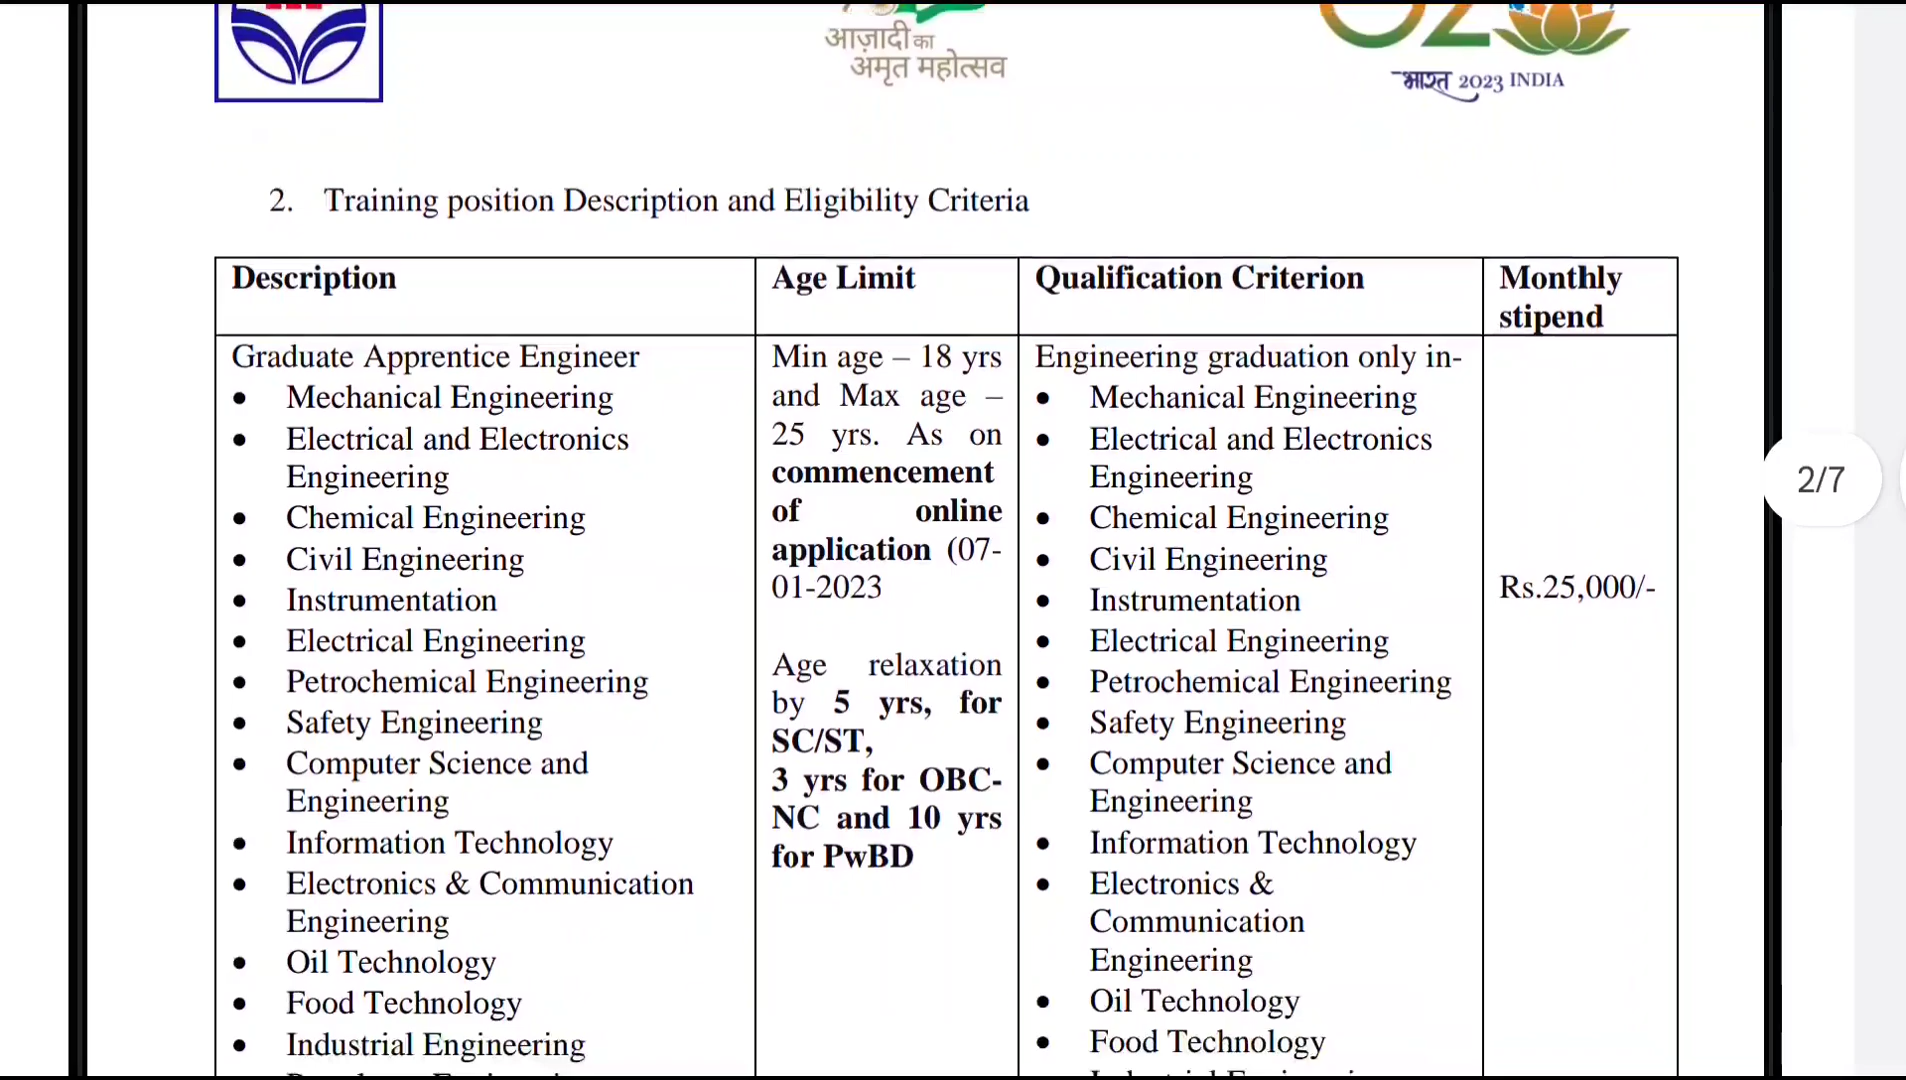 आज़ादी का
अमृत महोत्सव
भारत 2023 INDIA
2. Training position Description and Eligibility Criteria
Description
Age Limit
Qualification Criterion
Monthly
stipend
Graduate Apprentice Engineer
• Mechanical Engineering
• Electrical and Electronics
Engineering
• Chemical Engineering
• Civil Engineering
• Instrumentation
• Electrical Engineering
• Petrochemical Engineering
• Safety Engineering
• Computer Science and
Engineering
• Information Technology
• Electronics & Communication
Engineering
• Oil Technology
• Food Technology
• Industrial Engineering
Min age – 18 yrs
and Max age –
25 yrs. As on
commencement
of online
application (07-
01-2023
Age relaxation
by 5 yrs, for
SC/ST,
3 yrs for OBC-
NC and 10 yrs
for PwBD
Engineering graduation only in-
• Mechanical Engineering
• Electrical and Electronics
Engineering
• Chemical Engineering
• Civil Engineering
• Instrumentation
• Electrical Engineering
• Petrochemical Engineering
• Safety Engineering
• Computer Science and
Engineering
• Information Technology
• Electronics &
Communication
Engineering
• Oil Technology
• Food Technology
Rs.25,000/-
2/7